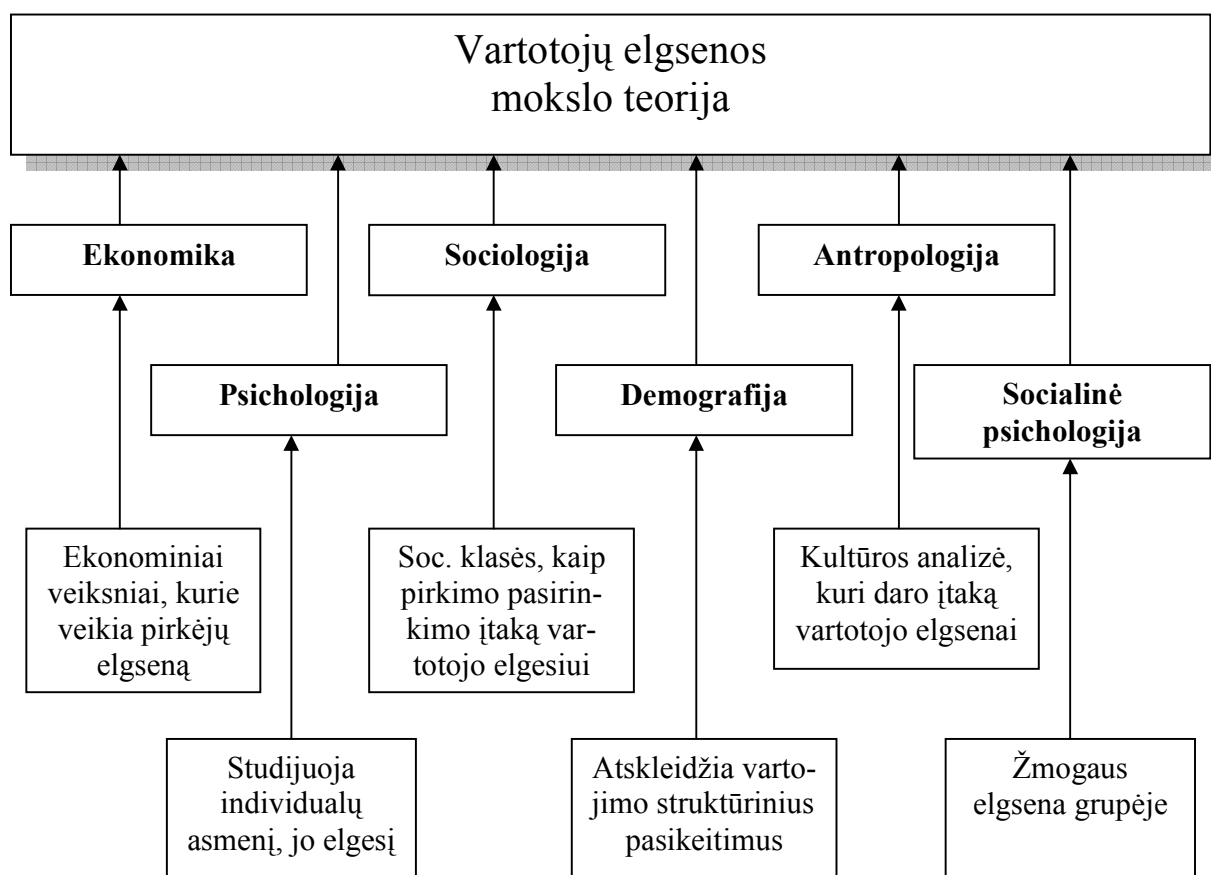 Vartotojų elgsenos
mokslo teorija
Ekonomika
Sociologija
Antropologija
Psichologija
Demografija
Socialinė
psichologija
Ekonominiai
veiksniai, kurie
veikia pirkėjų
elgseną
Soc. klasės, kaip
pirkimo pasirin-
kimo įtaką var-
totojo elgesiui
Kultūros analizė,
kuri daro įtaką
vartotojo elgsenai
Studijuoja
individualų
asmenį, jo elgesį
Atskleidžia varto-
jimo struktūrinius
pasikeitimus
Žmogaus
elgsena grupėje